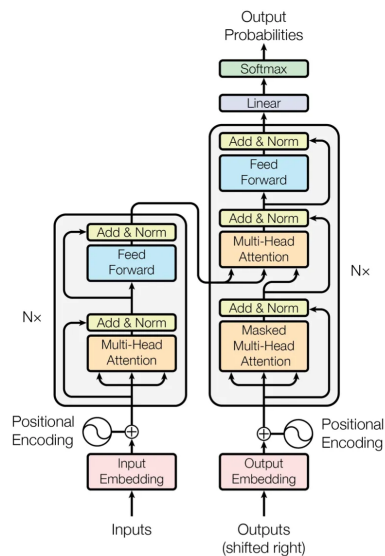 Output
Probabilities
Softmax
Linear
Add & Norm
Feed
Forward
Add & Norm
Multi-Head
Attention
Nx
Add & Norm
Masked
Multi-Head
Attention
Add & Norm
Feed
Forward
Nx
Add & Norm
Multi-Head
Attention
Positional
Encoding
Positional
Encoding
Input
Embedding
Output
Embedding
Inputs
Outputs
(shifted right)